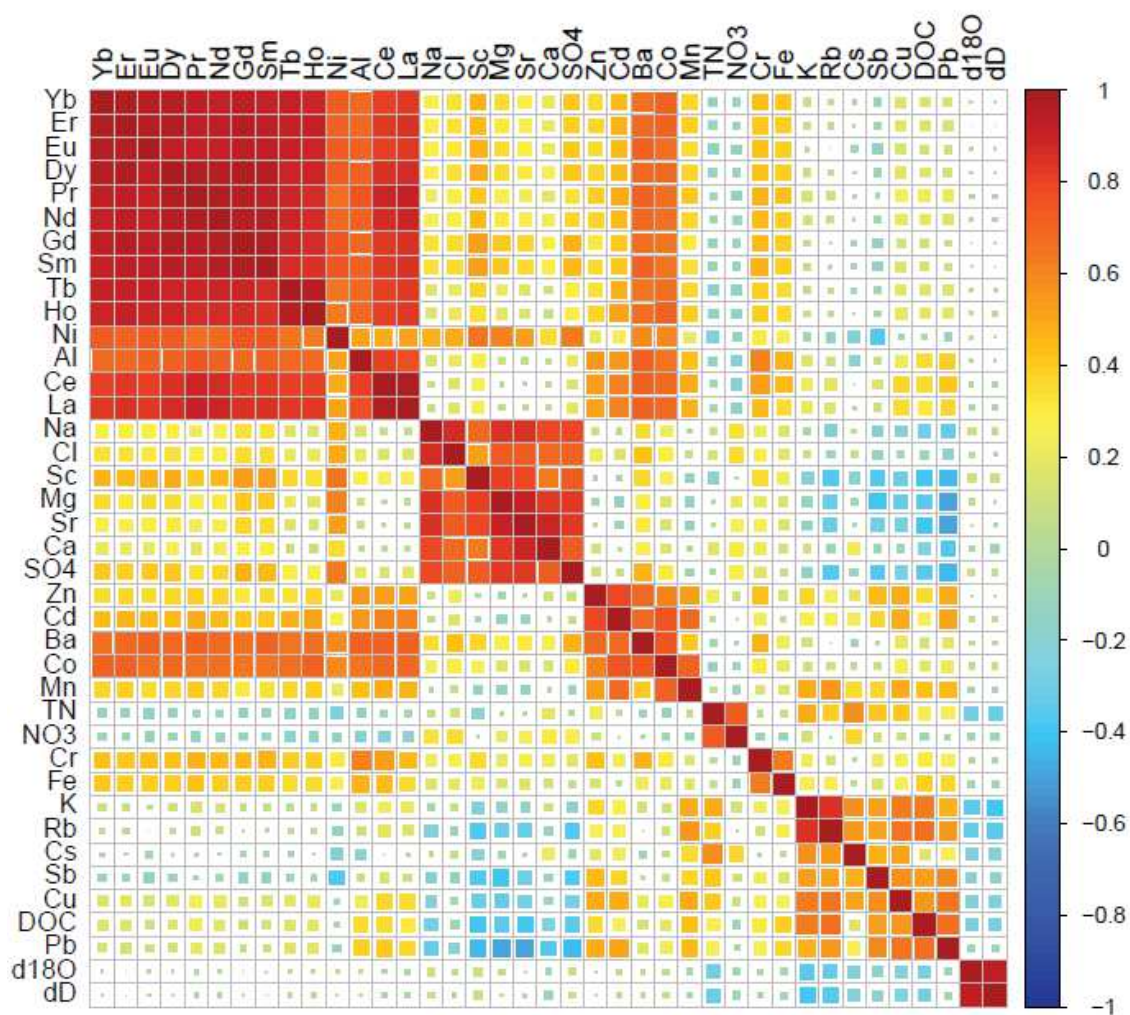 Yb Er Eu Dy Pr Nd Gd Sm Tb Ho Ni Al Ce La Na Cl Sc Mg Sr Ca SO4 Zn Cd Ba Co Mn TN NO3 Cr Fe K Rb Cs Sb Cu DOC Pb d18O dD
Yb
Er
Eu
Dy
Pr
Nd
Gd
Sm
Tb
Ho
Ni
Al
Ce
La
Na
Cl
Sc
Mg
Sr
Ca
SO4
Zn
Cd
Ba
Co
Mn
TN
NO3
Cr
Fe
K
Rb
Cs
Sb
Cu
DOC
Pb
d18O
dD
1
0.8
0.6
0.4
0.2
0
−0.2
−0.4
−0.6
−0.8
−1